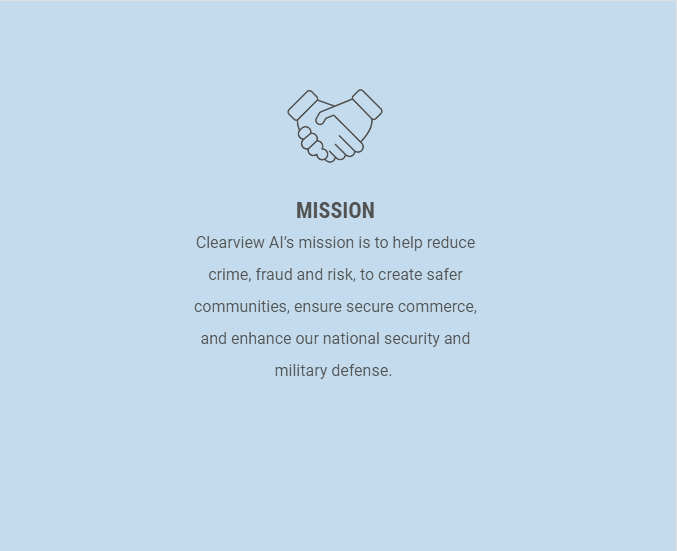 MISSION
Clearview AI's mission is to help reduce
crime, fraud and risk, to create safer
communities, ensure secure commerce,
and enhance our national security and
military defense.